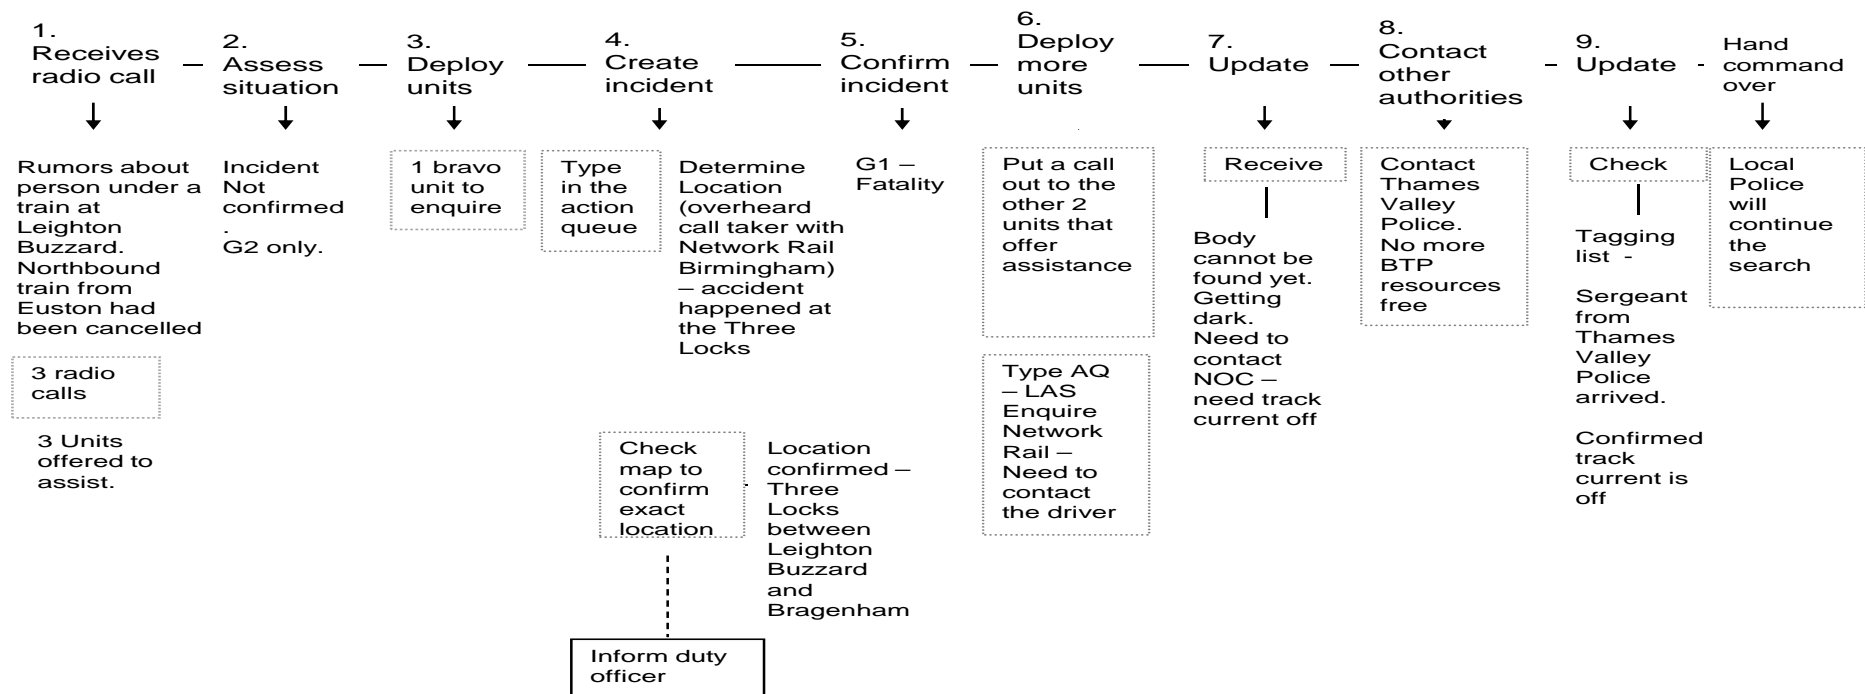 1.
Receives
radio call
2.
Assess
situation
3.
Deploy
units
4.
Create
incident
5.
Confirm
incident
6.
Deploy
more
units
7.
Update
8.
Contact
other
authorities
9.
Update
Hand
command
over
Rumors about
person under a
train at
Leighton
Buzzard.
Northbound
train from
Euston had
been cancelled
3 radio
calls
3 Units
offered to
assist.
Incident
Not
confirmed
.
G2 only.
1 bravo
unit to
enquire
Type
in the
action
queue
Determine
Location
(overheard
call taker with
Network Rail
Birmingham)
– accident
happened at
the Three
Locks
Check
map to
confirm
exact
location
Location
confirmed –
Three
Locks
between
Leighton
Buzzard
and
Bragenham
Inform duty
officer
G1 –
Fatality
Put a call
out to the
other 2
units that
offer
assistance
Type AQ
– LAS
Enquire
Network
Rail –
Need to
contact
the driver
Receive
Body
cannot be
found yet.
Getting
dark.
Need to
contact
NOC –
need track
current off
Contact
Thames
Valley
Police.
No more
BTP
resources
free
Check
Tagging
list -
Sergeant
from
Thames
Valley
Police
arrived.
Confirmed
track
current is
off
Local
Police
will
continue
the
search